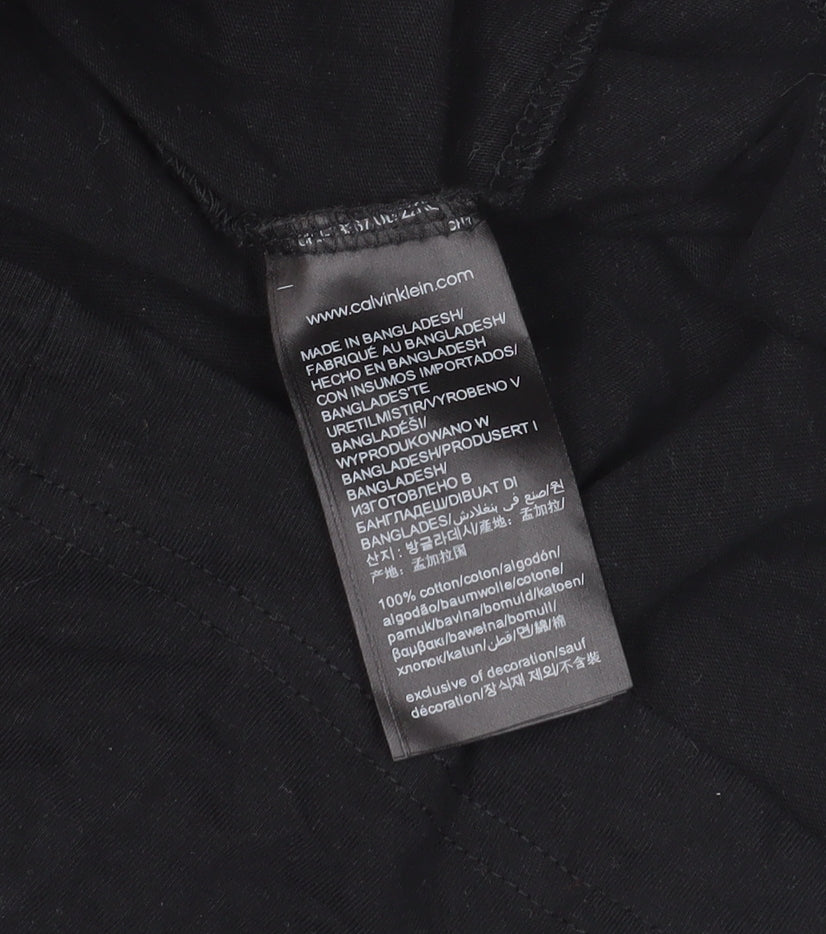 www.calvinklein.com
MADE IN BANGLADESH/
FABRIQUÉ AU BANGLADESH/
HECHO EN BANGLADESH
CON INSUMOS IMPORTADOS/
BANGLADES'TE
URETILMISTIR/VYROBENO V
BANGLADÉŠI/
WYPRODUKOWANO W
BANGLADESH/PRODUSERT I
BANGLADESH/
ИЗГОТОВЛЕНО В
БАНГЛАДЕШ/DIBUAT DI
BANGLADES/صنع في بنغلادش/원
산지 : 방글라데시/產地：孟加拉/
产地：孟加拉国
100% cotton/coton/algodón/
algodão/baumwolle/cotone/
pamuk/bavlna/bomuld/katoen/
βαμβακι/bawełna/bomull/
хлопок/katun/قطن/면/綿/棉
exclusive of decoration/sauf
décoration/장식재 제외/不含装